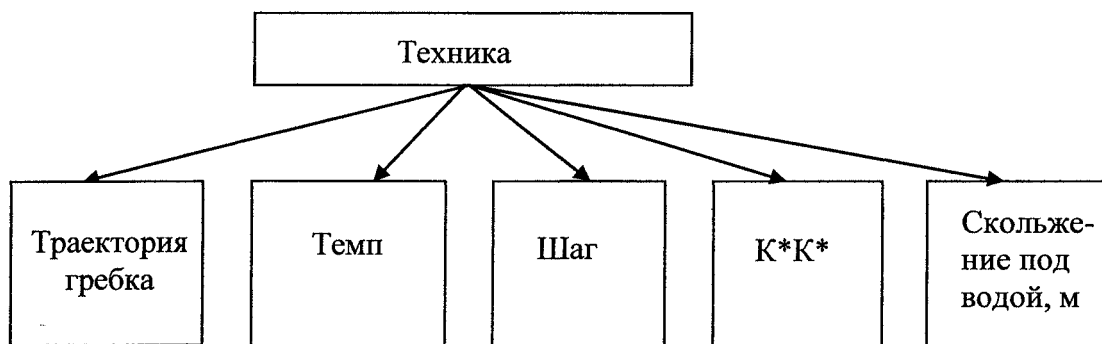 Техника
Траектория
гребка
Темп
Шаг
К*К*
Скольже-
ние под
водой, м